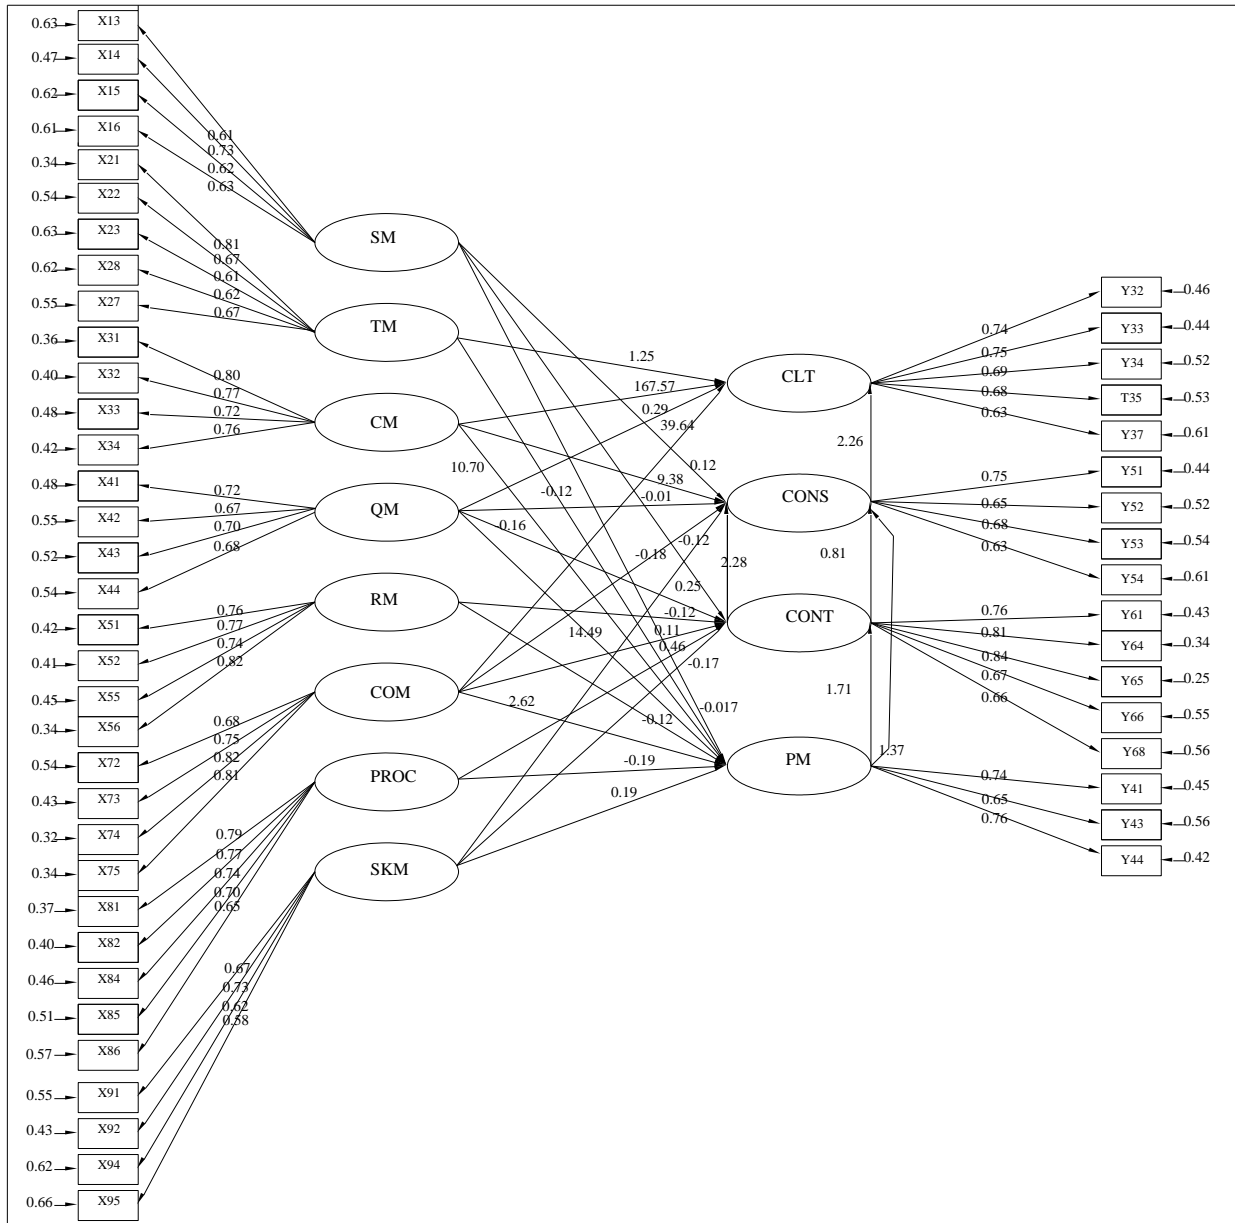 0.63 X13
0.47 X14
0.62 X15
0.61 X16
0.34 X21
0.54 X22
0.63 X23
0.62 X28
0.55 X27
0.36 X31
0.40 X32
0.48 X33
0.42 X34
0.48 X41
0.55 X42
0.52 X43
0.54 X44
0.42 X51
0.41 X52
0.45 X55
0.34 X56
0.54 X72
0.43 X73
0.32 X74
0.34 X75
0.37 X81
0.40 X82
0.46 X84
0.51 X85
0.57 X86
0.55 X91
0.43 X92
0.62 X94
0.66 X95
0.61
0.73
0.62
0.63
0.81
0.67
0.61
0.62
0.67
0.80
0.77
0.72
0.76
0.72
0.67
0.70
0.68
0.76
0.77
0.74
0.82
0.68
0.75
0.82
0.81
0.79
0.77
0.74
0.70
0.65
0.67
0.73
0.62
0.58
SM
TM
CM
QM
RM
COM
PROC
SKM
1.25
167.57
0.29
39.64
0.12
10.70
9.38
-0.12
-0.01
-0.16
-0.12
-0.18
2.28
0.25
-0.12
14.49
0.11
0.46
-0.17
2.62
-0.017
-0.12
-0.19
0.19
CLT
CONS
CONT
PM
2.26
0.81
1.71
1.37
0.74
0.75
0.69
0.68
0.63
0.75
0.65
0.68
0.63
0.76
0.81
0.84
0.67
0.66
0.74
0.65
0.76
Y32 0.46
Y33 0.44
Y34 0.52
T35 0.53
Y37 0.61
Y51 0.44
Y52 0.52
Y53 0.54
Y54 0.61
Y61 0.43
Y64 0.34
Y65 0.25
Y66 0.55
Y68 0.56
Y41 0.45
Y43 0.56
Y44 0.42